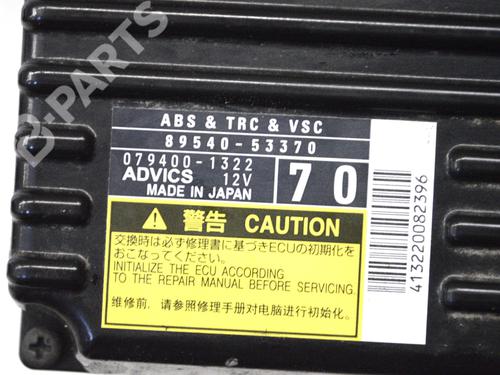 B-PARTS
ABS & TRC & VSC
89540-53370
079400-1322
ADVICS 12V
MADE IN JAPAN
70
警告 CAUTION
交換時は必ず修理書に基づきECUの初期化を
おこなってください。
INITIALIZE THE ECU ACCORDING
TO THE REPAIR MANUAL BEFORE SERVICING
维修前, 请参照修理手册对电脑进行初始化。
413220082396